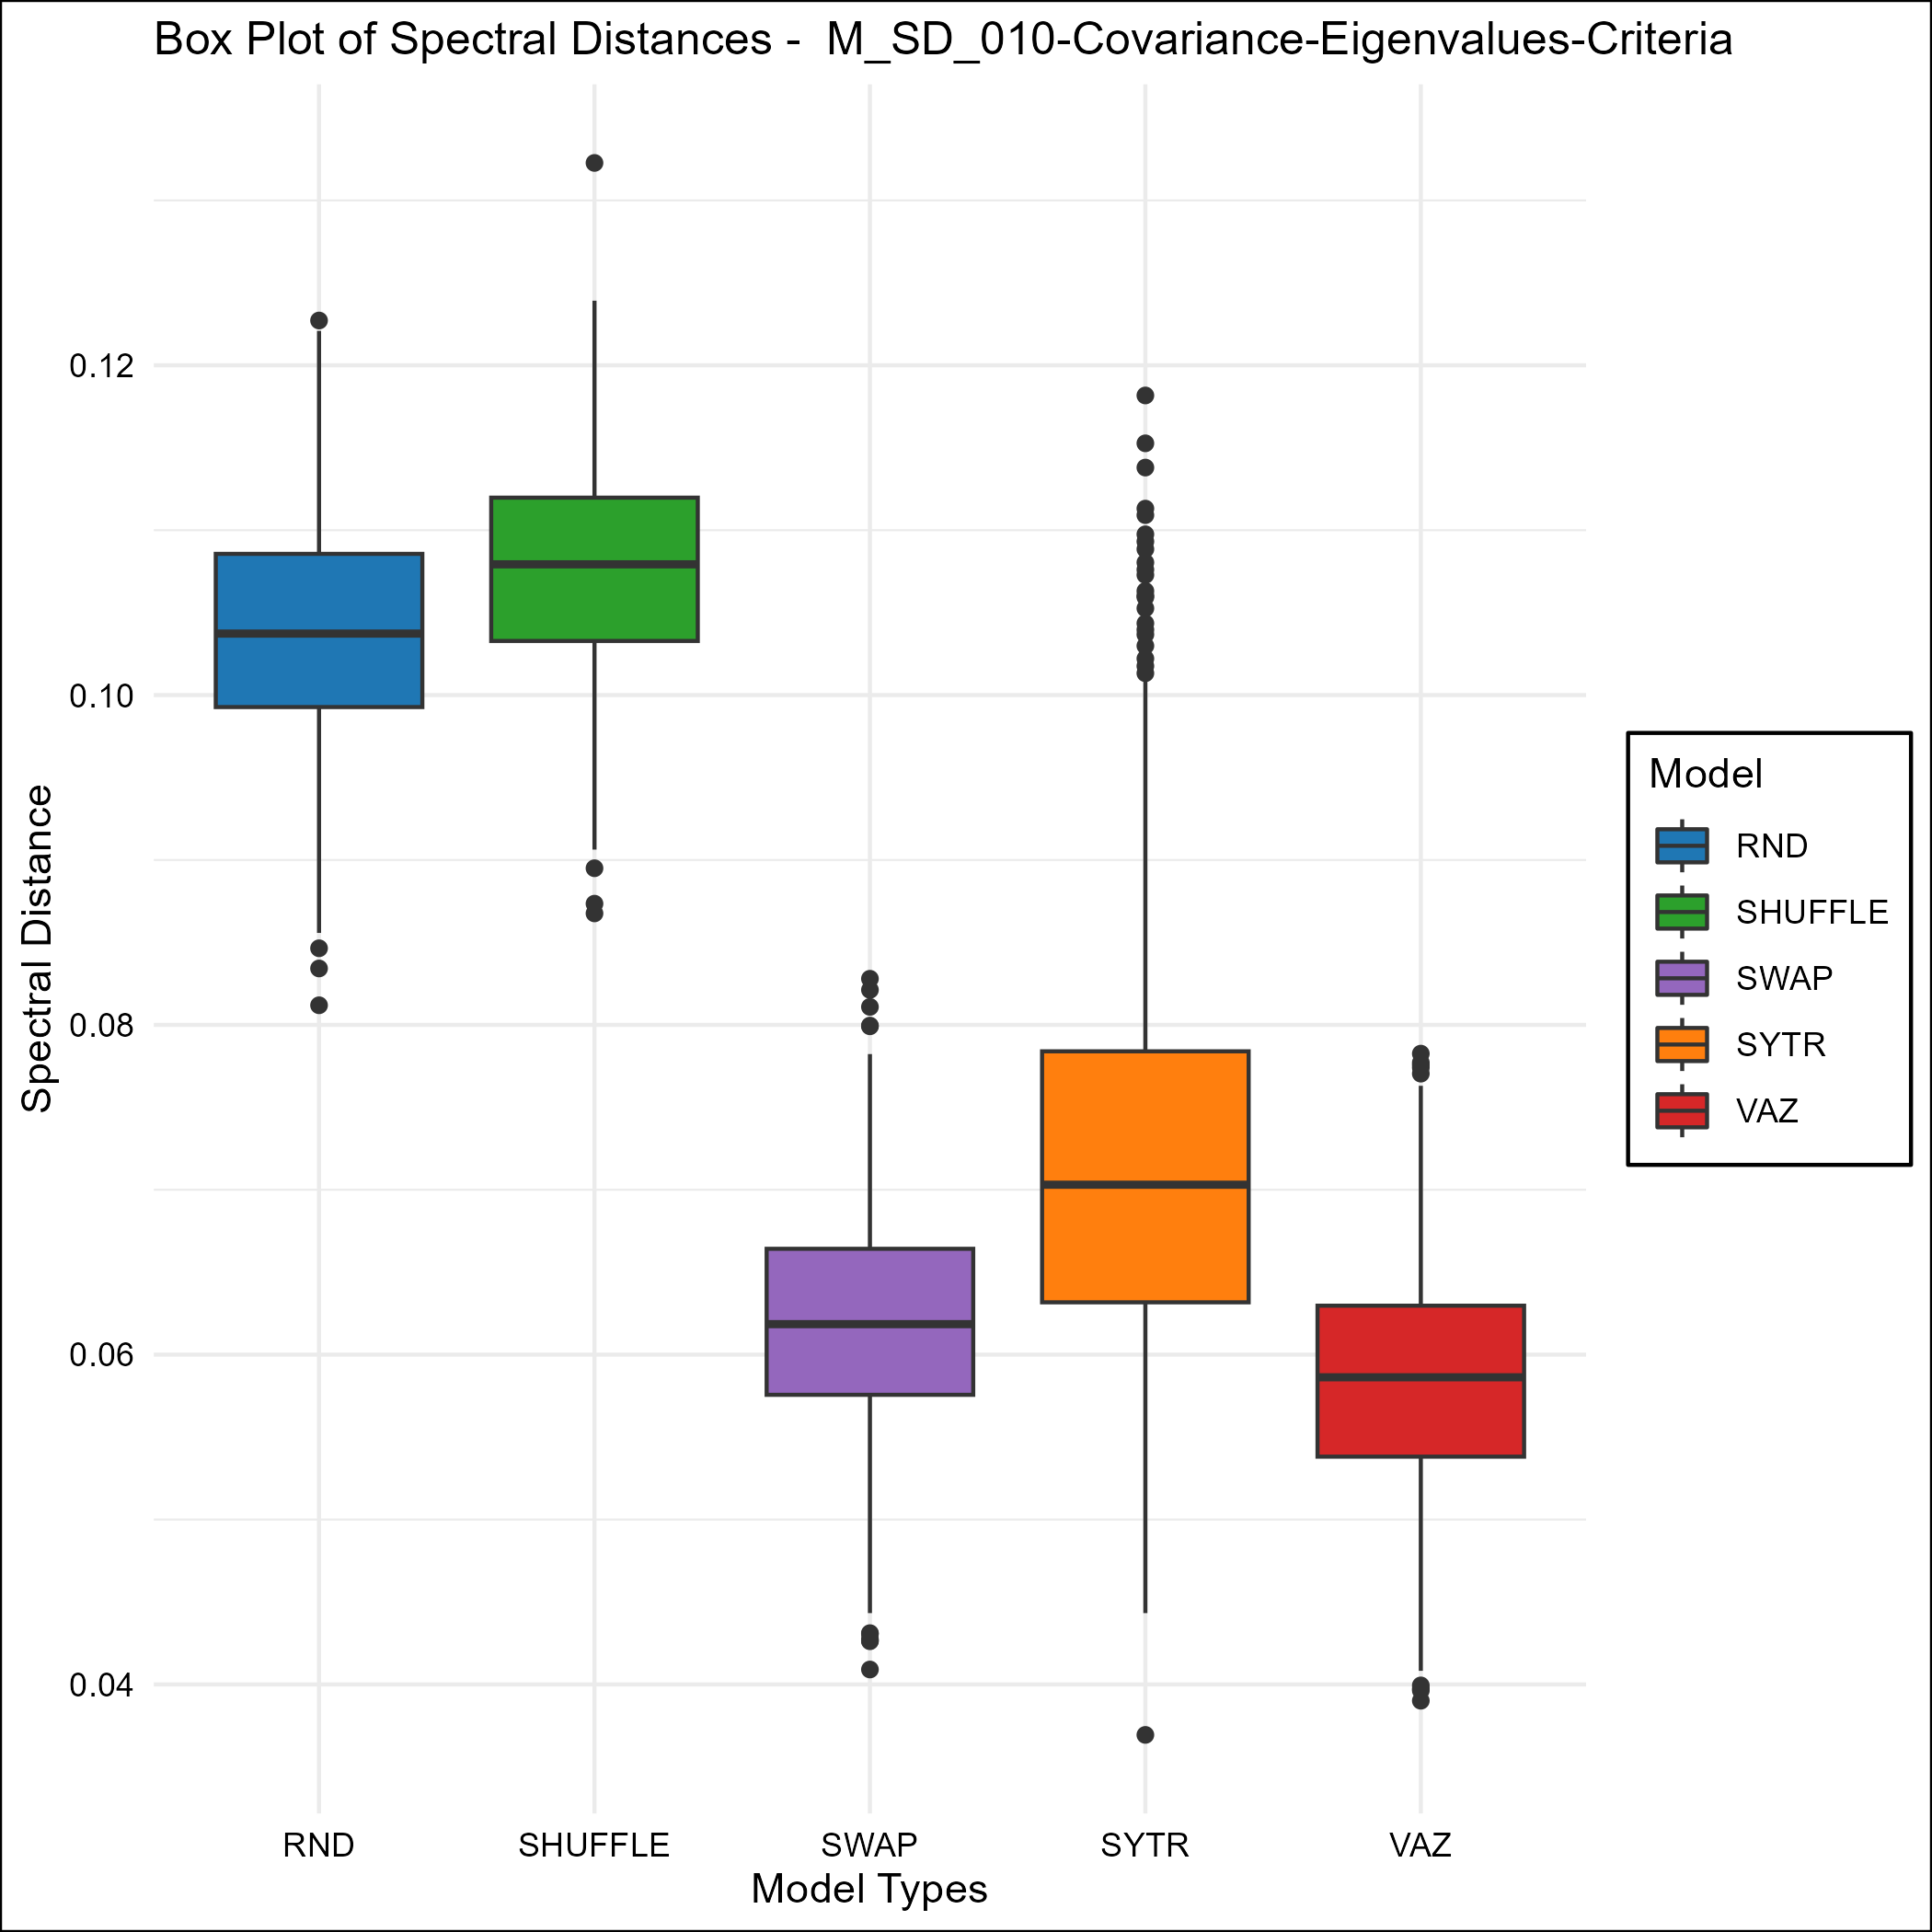 Box Plot of Spectral Distances -  M_SD_010-Covariance-Eigenvalues-Criteria
Spectral Distance
0.12
0.10
0.08
0.06
0.04
RND SHUFFLE SWAP SYTR VAZ
Model Types
Model
RND
SHUFFLE
SWAP
SYTR
VAZ